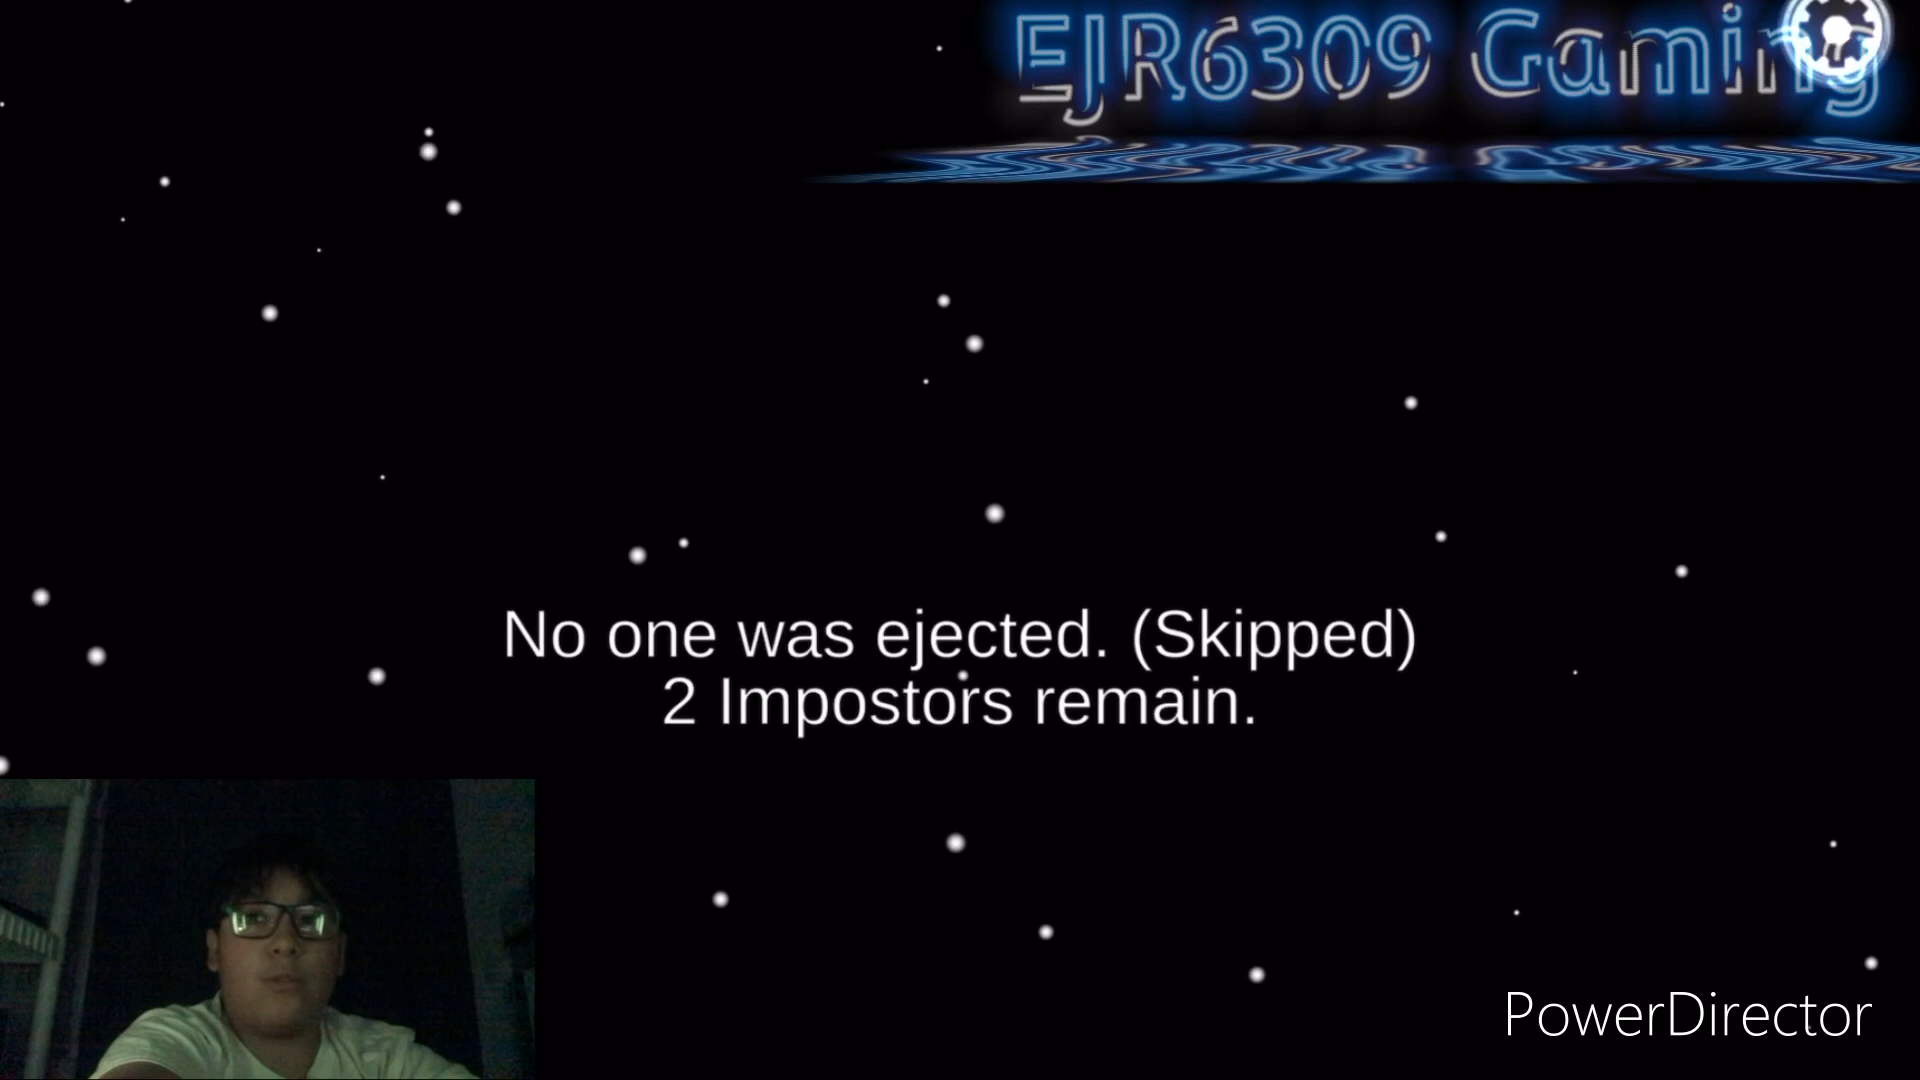 EJR6309 Gaming
No one was ejected. (Skipped)
2 Impostors remain.
PowerDirector